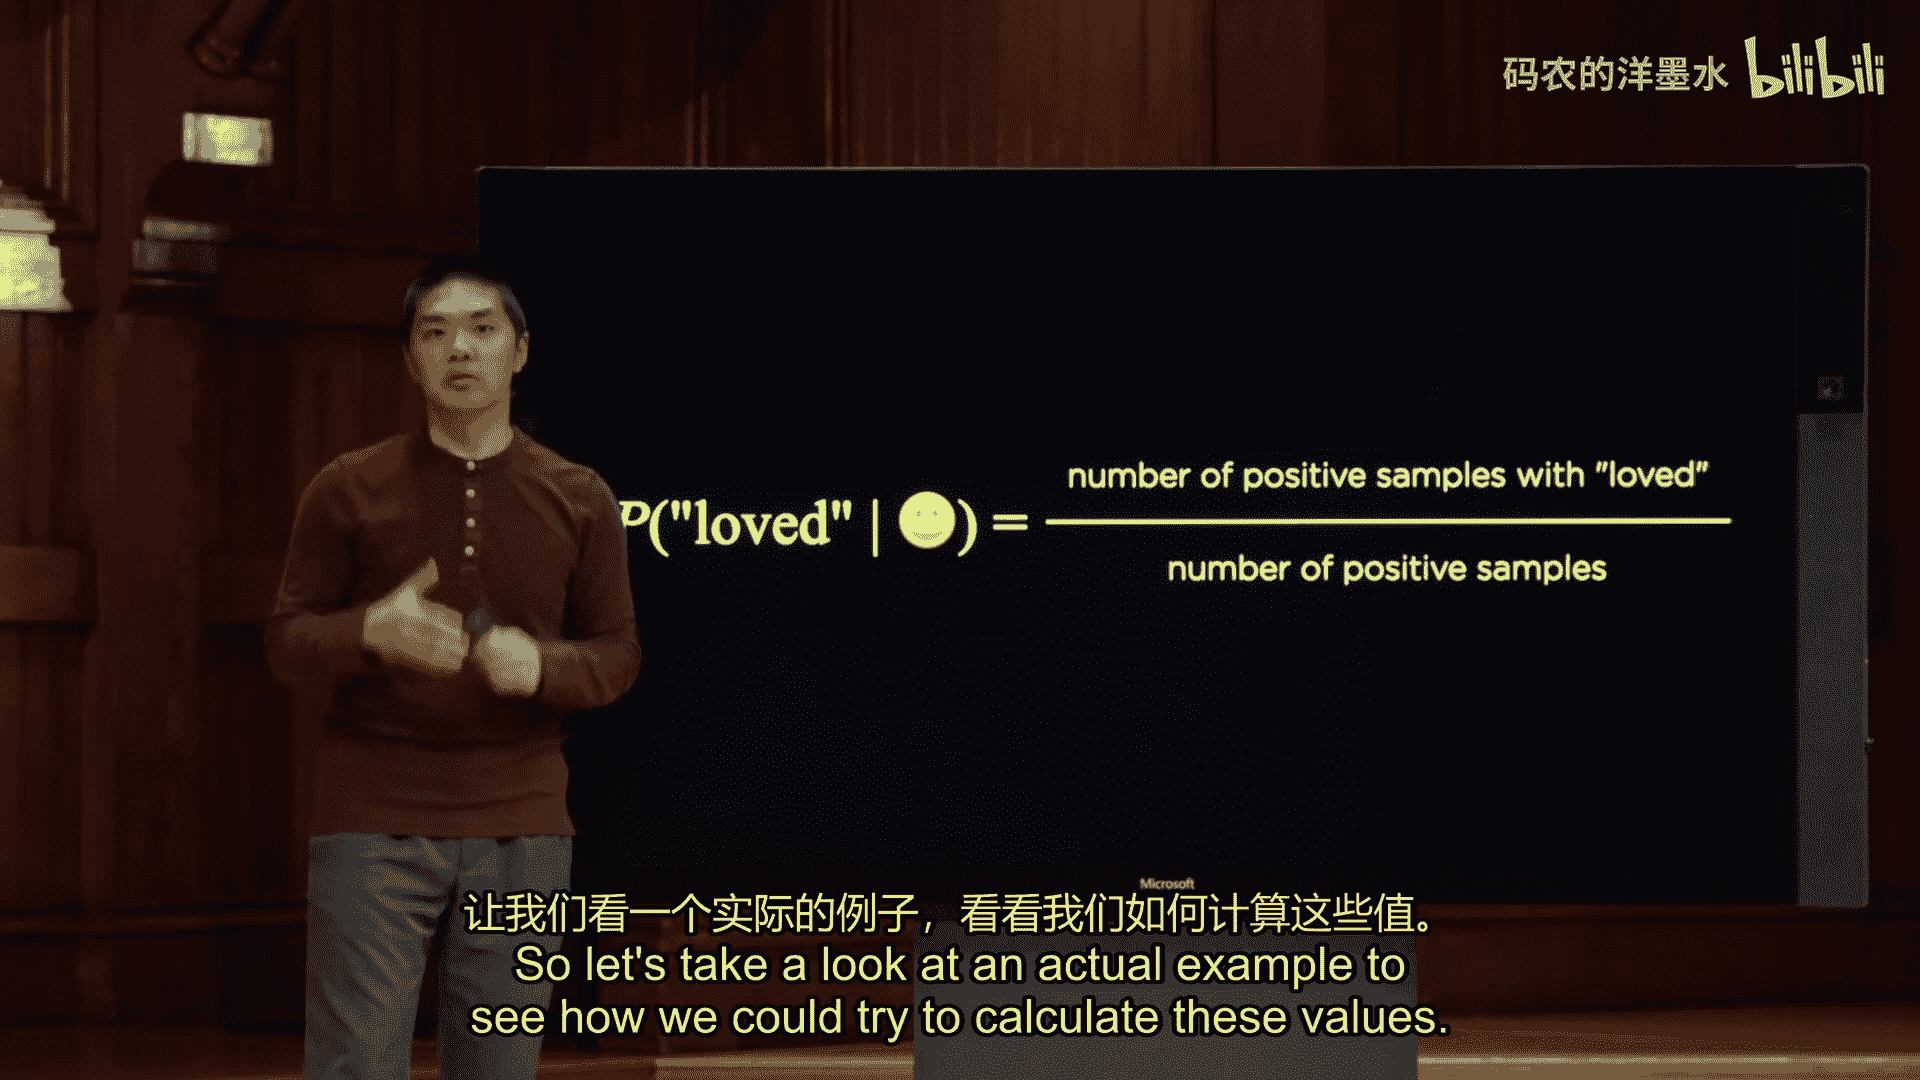 码农的洋墨水 bilibili
number of positive samples with "loved"
P("loved" | 🙂) =
number of positive samples
Microsoft
让我们看一个实际的例子，看看我们如何计算这些值。
So let's take a look at an actual example to
see how we could try to calculate these values.